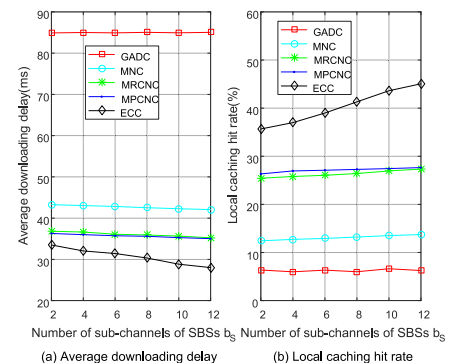 90
80
70
60
50
40
30
20
2 4 6 8 10 12
Average downloading delay(ms)
GADC
MNC
MRCNC
MPCNC
ECC
Number of sub-channels of SBSs bS
(a) Average downloading delay
60
50
40
30
20
10
0
2 4 6 8 10 12
Local caching hit rate(%)
GADC
MNC
MRCNC
MPCNC
ECC
Number of sub-channels of SBSs bS
(b) Local caching hit rate